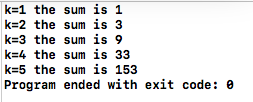 k=1 the sum is 1
k=2 the sum is 3
k=3 the sum is 9
k=4 the sum is 33
k=5 the sum is 153
Program ended with exit code: 0